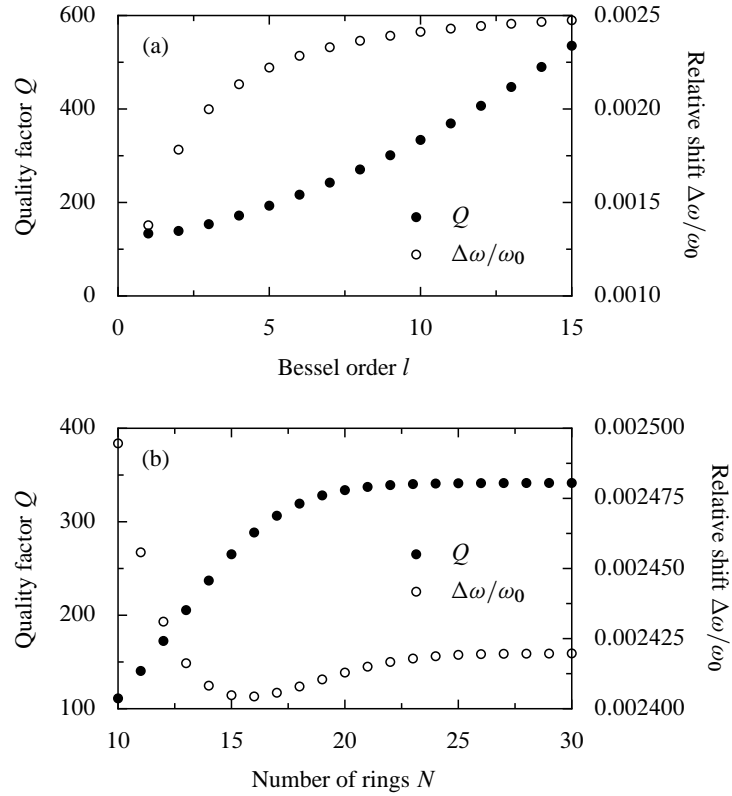 (a)
600
400
200
0
Quality factor Q
0.0025
0.0020
0.0015
0.0010
Relative shift Δω/ω₀
Q
Δω/ω₀
0 5 10 15
Bessel order l
(b)
400
300
200
100
Quality factor Q
0.002500
0.002475
0.002450
0.002425
0.002400
Relative shift Δω/ω₀
Q
Δω/ω₀
10 15 20 25 30
Number of rings N